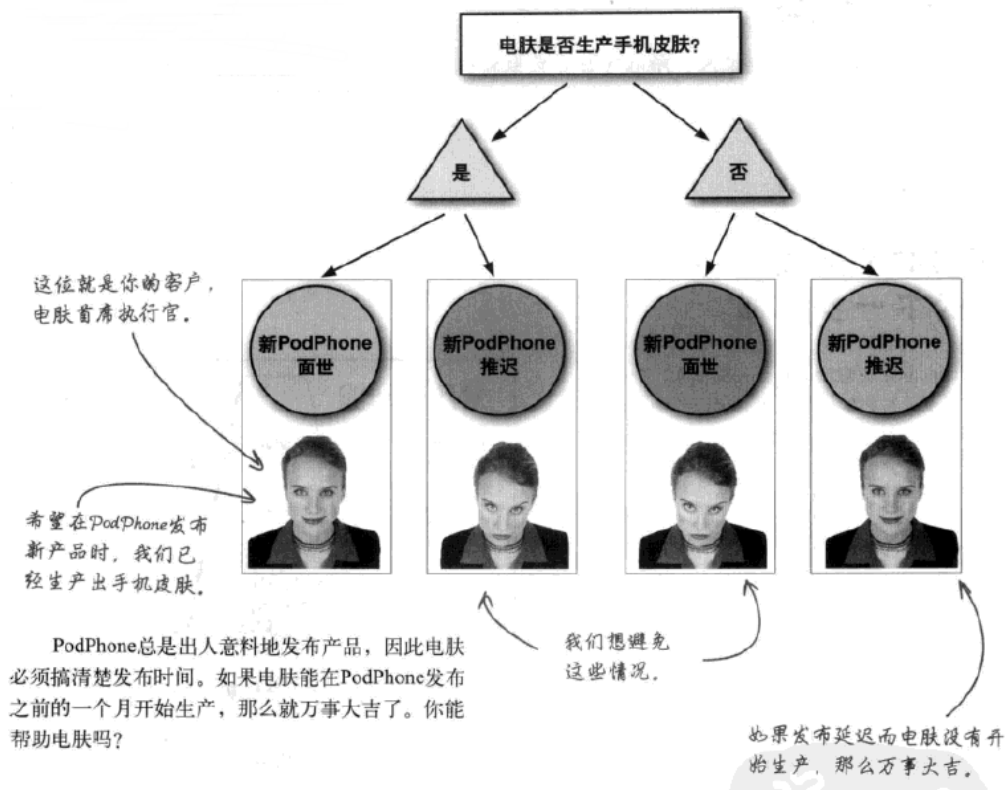 电肤是否生产手机皮肤？
是
否
这位就是你的客户，
电肤首席执行官。
新PodPhone
面世
新PodPhone
推迟
新PodPhone
面世
新PodPhone
推迟
希望在PodPhone发布
新产品时，我们已
经生产出手机皮肤。
PodPhone总是出人意料地发布产品，因此电肤
必须搞清楚发布时间。如果电肤能在PodPhone发布
之前的一个月开始生产，那么就万事大吉了。你能
帮助电肤吗？
我们想避免
这些情况。
如果发布延迟而电肤没有开
始生产，那么万事大吉。